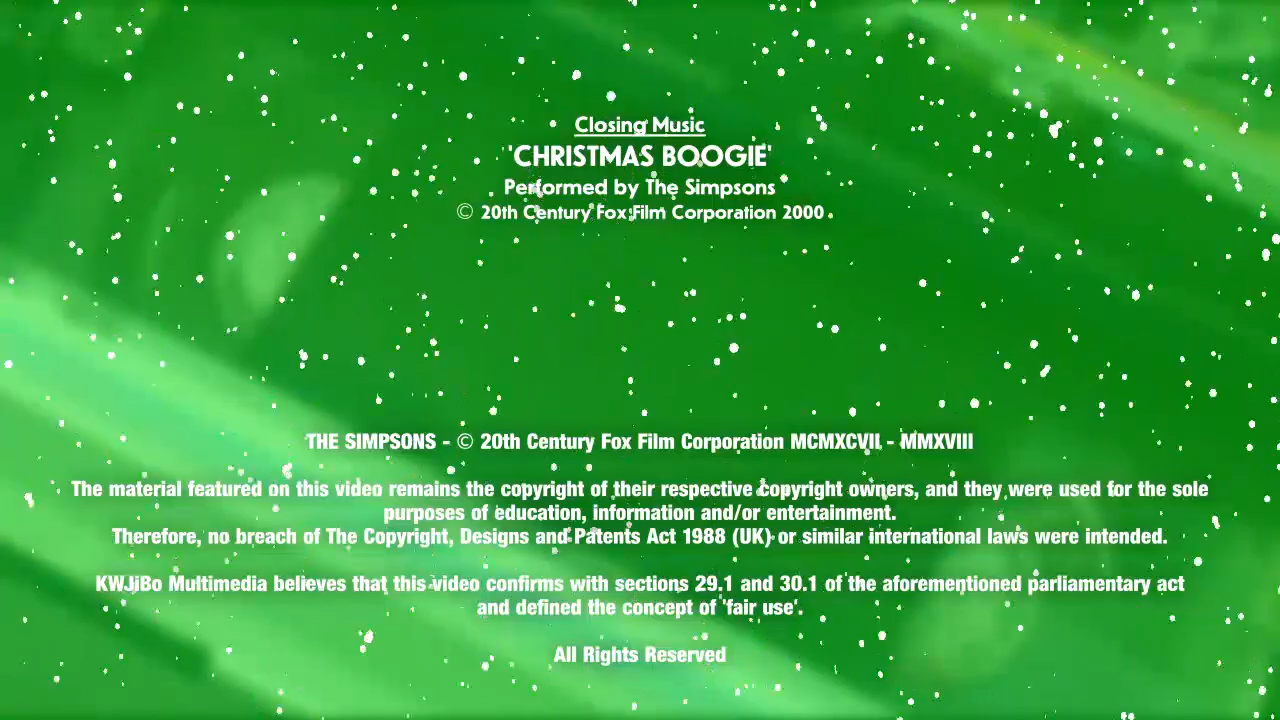 Closing Music
'CHRISTMAS BOOGIE'
Performed by The Simpsons
© 20th Century Fox Film Corporation 2000
THE SIMPSONS - © 20th Century Fox Film Corporation MCMXCVII - MMXVIII
The material featured on this video remains the copyright of their respective copyright owners, and they were used for the sole
purposes of education, information and/or entertainment.
Therefore, no breach of The Copyright, Designs and Patents Act 1988 (UK) or similar international laws were intended.
KWJiBo Multimedia believes that this video confirms with sections 29.1 and 30.1 of the aforementioned parliamentary act
and defined the concept of 'fair use'.
All Rights Reserved